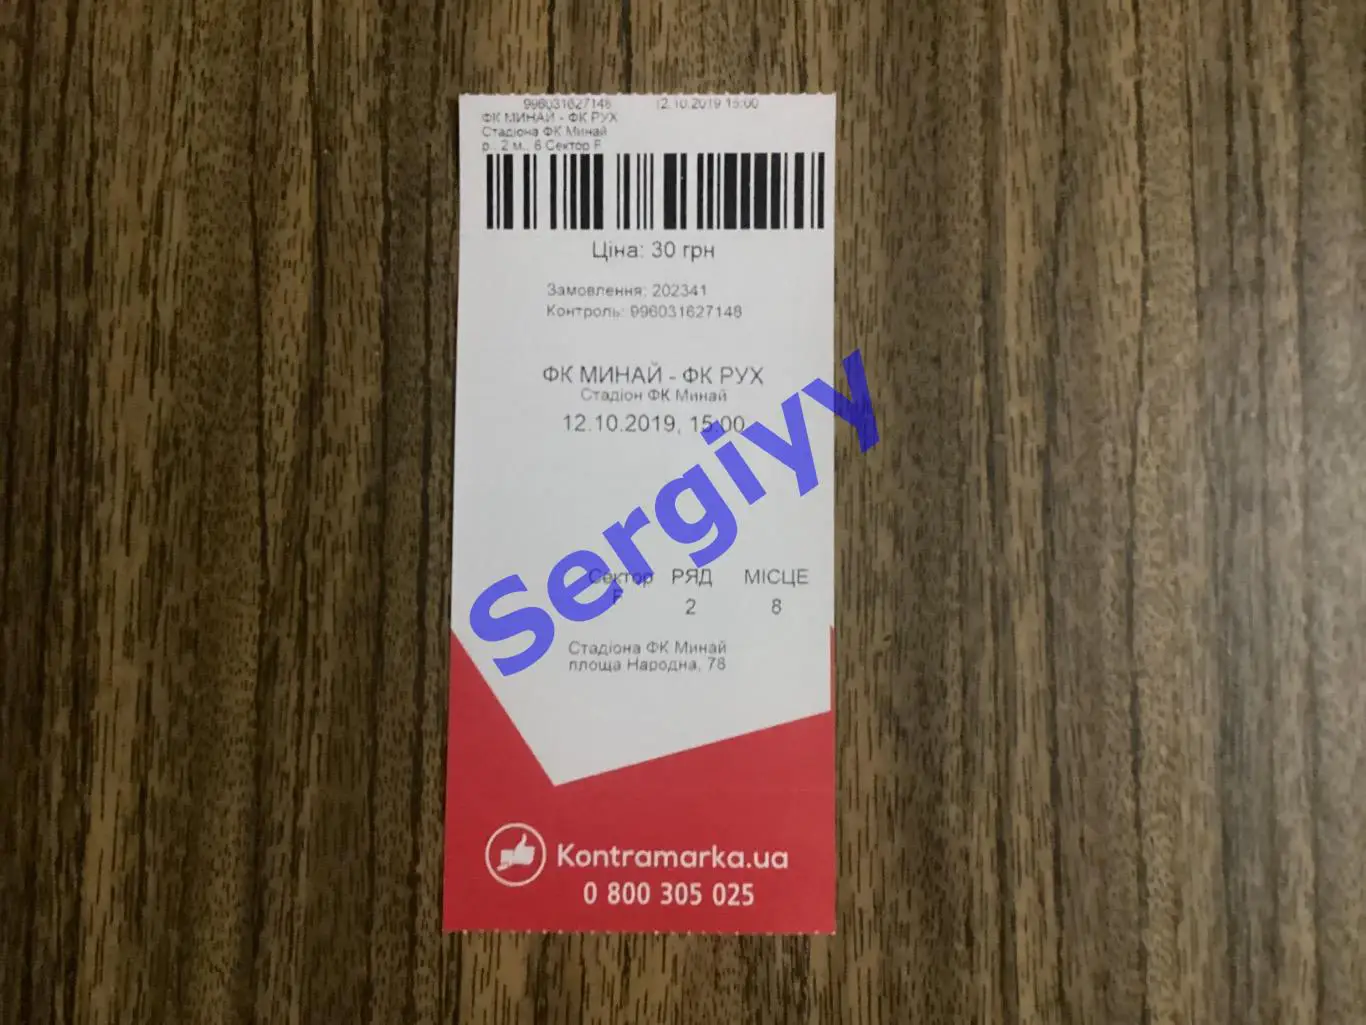 996031627148 12.10.2019 15:00
ФК МИНАЙ - ФК РУХ
Стадіона ФК Минай
р.. 2 м.. 8 Сектор F
Ціна: 30 грн
Замовлення: 202341
Контроль: 996031627148
ФК МИНАЙ - ФК РУХ
Стадіон ФК Минай
12.10.2019, 15:00
Sergiyy
Сектор РЯД МІСЦЕ
F 2 8
Стадіона ФК Минай
площа Народна, 78
Kontramarka.ua
0 800 305 025